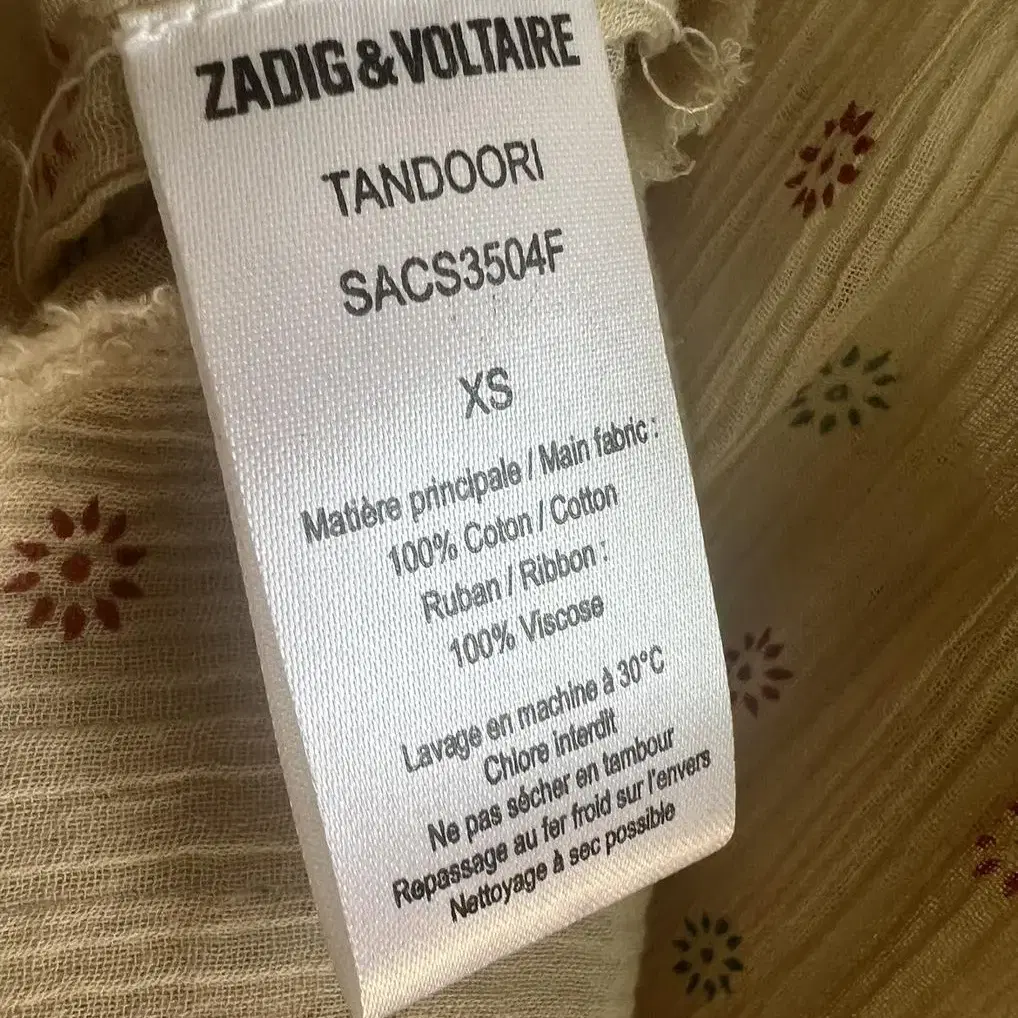 ZADIG&VOLTAIRE
TANDOORI
SACS3504F
XS
Matière principale / Main fabric :
100% Coton / Cotton
Ruban / Ribbon :
100% Viscose
Lavage en machine à 30°C
Chlore interdit
Ne pas sécher en tambour
Repassage au fer froid sur l'envers
Nettoyage à sec possible